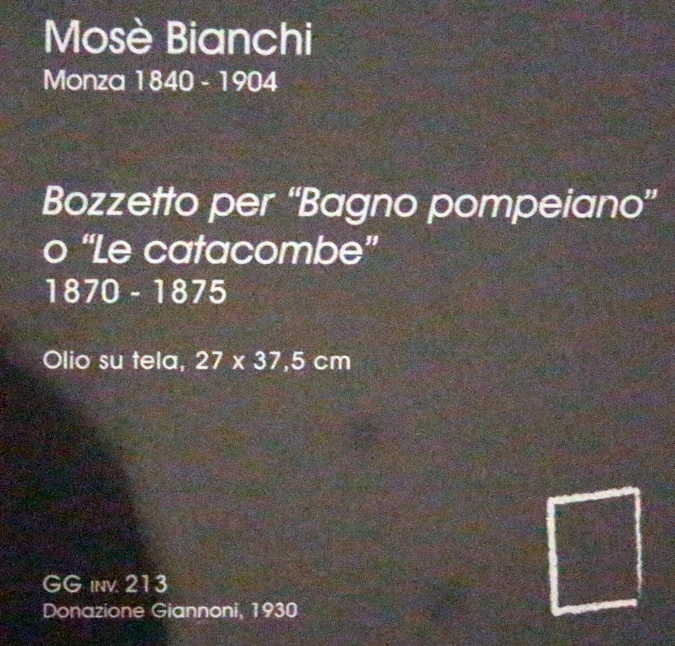 Mosè Bianchi
Monza 1840 - 1904
Bozzetto per “Bagno pompeiano”
o “Le catacombe”
1870 - 1875
Olio su tela, 27 x 37,5 cm
GG INV. 213
Donazione Giannoni, 1930